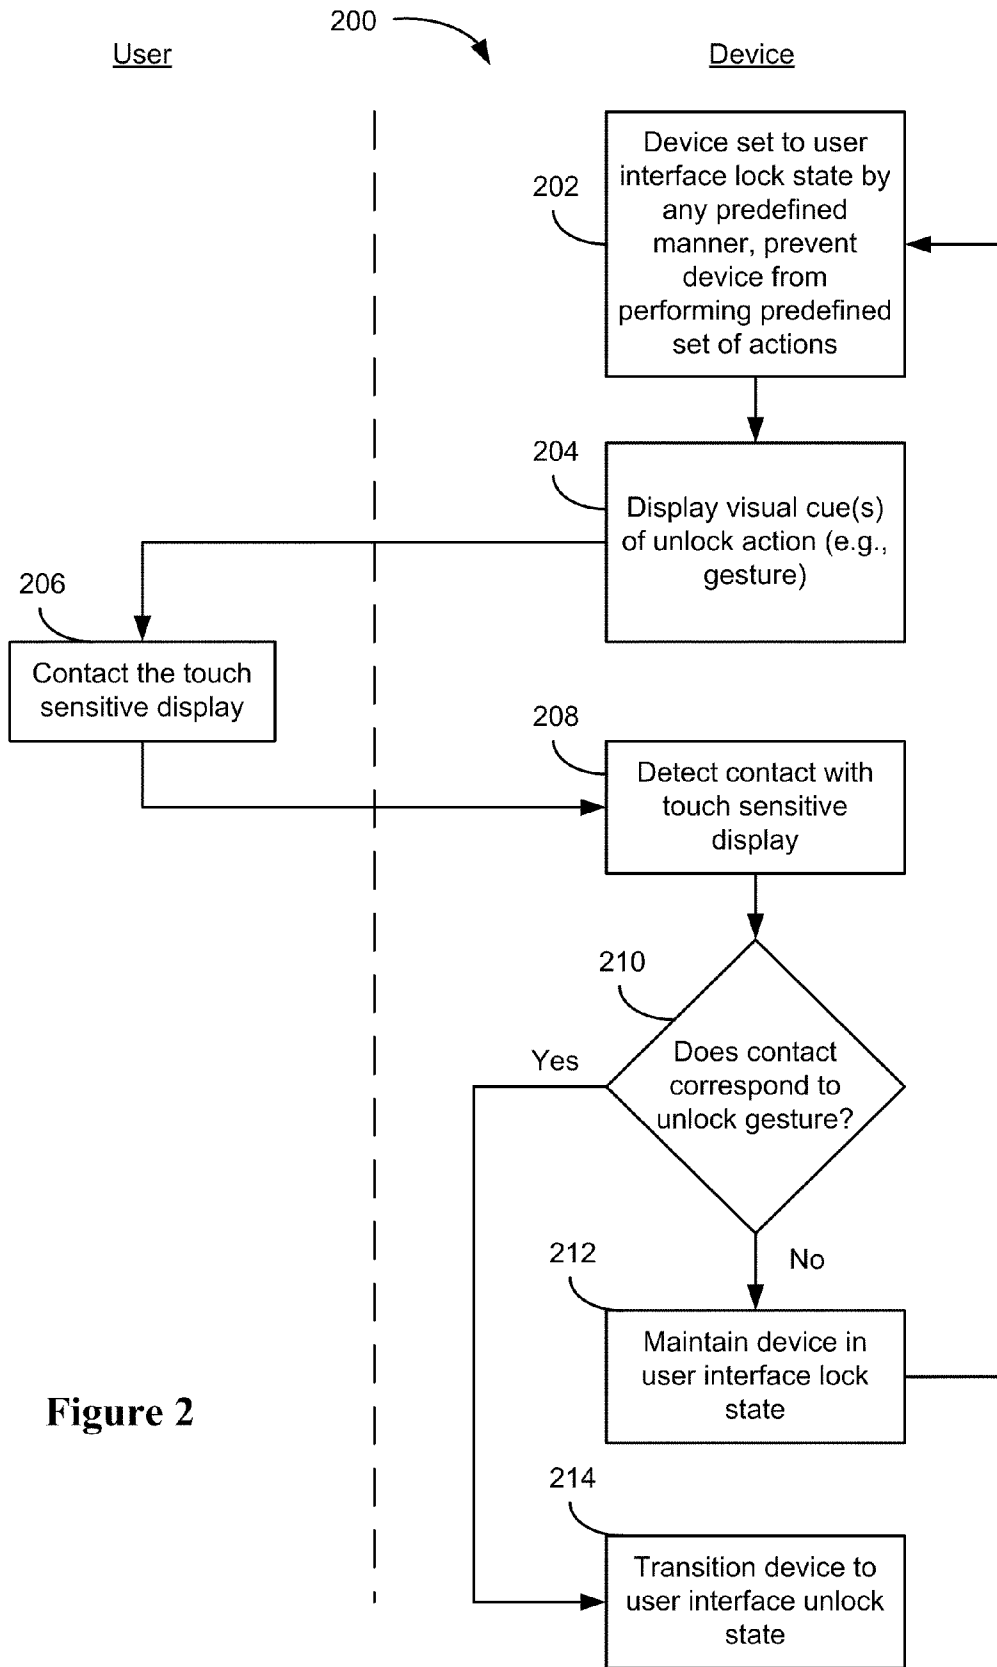 200
User
Device
202
Device set to user
interface lock state by
any predefined
manner, prevent
device from
performing predefined
set of actions
204
Display visual cue(s)
of unlock action (e.g.,
gesture)
206
Contact the touch
sensitive display
208
Detect contact with
touch sensitive
display
210
Does contact
correspond to
unlock gesture?
Yes
No
212
Maintain device in
user interface lock
state
Figure 2
214
Transition device to
user interface unlock
state